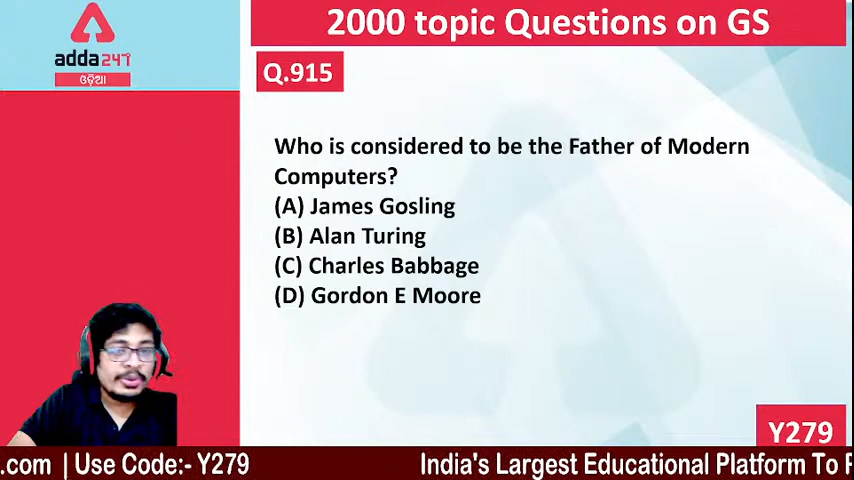 2000 topic Questions on GS
adda247
ଓଡ଼ିଆ
Q.915
Who is considered to be the Father of Modern
Computers?
(A) James Gosling
(B) Alan Turing
(C) Charles Babbage
(D) Gordon E Moore
Y279
.com | Use Code:- Y279 India's Largest Educational Platform To